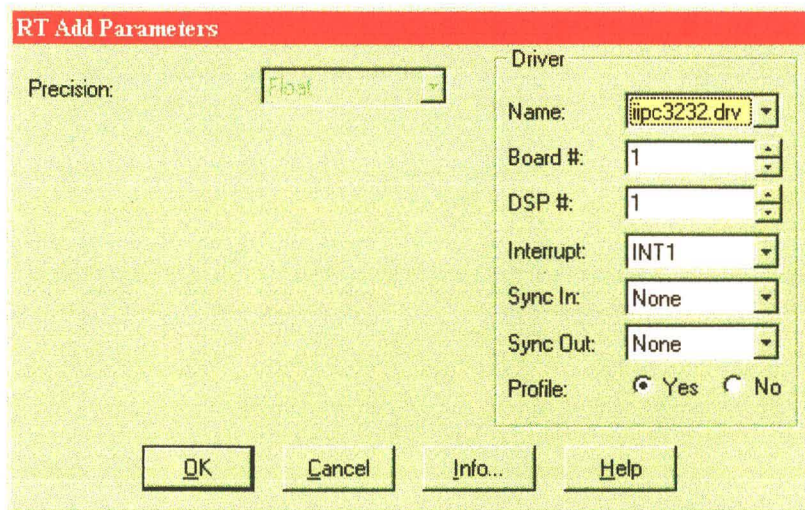 RT Add Parameters
Precision: Float
Driver
Name: iipc3232.drv
Board #: 1
DSP #: 1
Interrupt: INT1
Sync In: None
Sync Out: None
Profile: Yes No
OK Cancel Info... Help